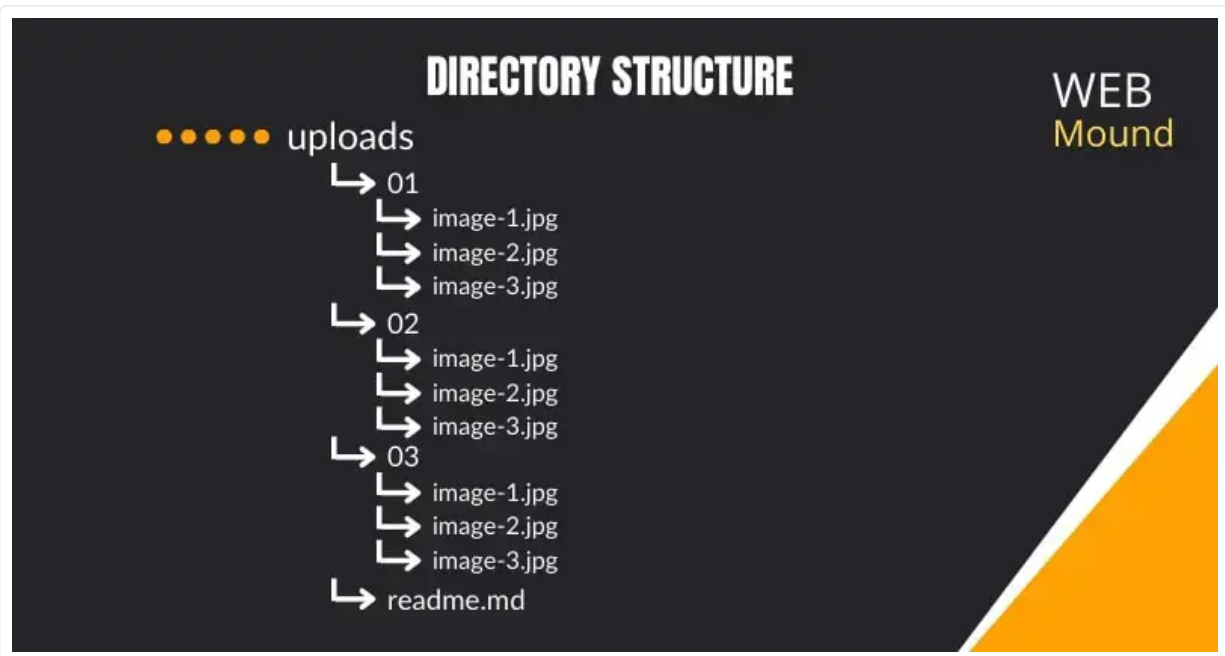 DIRECTORY STRUCTURE
WEB
Mound
uploads
01
image-1.jpg
image-2.jpg
image-3.jpg
02
image-1.jpg
image-2.jpg
image-3.jpg
03
image-1.jpg
image-2.jpg
image-3.jpg
readme.md